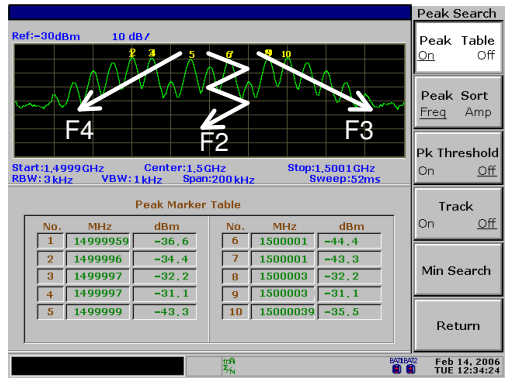 Peak Search
Ref:-30dBm 10 dB/
2 3 4 5 6 7 9 10
F4 F2 F3
Start:1.4999GHz Center:1.5GHz Stop:1.5001GHz
RBW:3kHz VBW:1kHz Span:200kHz Sweep:52ms
Peak Marker Table
No. MHz dBm No. MHz dBm
1 14999959 -36.6 6 1500001 -44.4
2 1499996 -34.4 7 1500001 -43.3
3 1499997 -32.2 8 1500003 -32.2
4 1499997 -31.1 9 1500003 -31.1
5 1499999 -43.3 10 15000039 -35.5
Peak Table
On Off
Peak Sort
Freq Amp
Pk Threshold
On Off
Track
On Off
Min Search
Return
BAT1BAT2
Feb 14, 2006
TUE 12:34:24